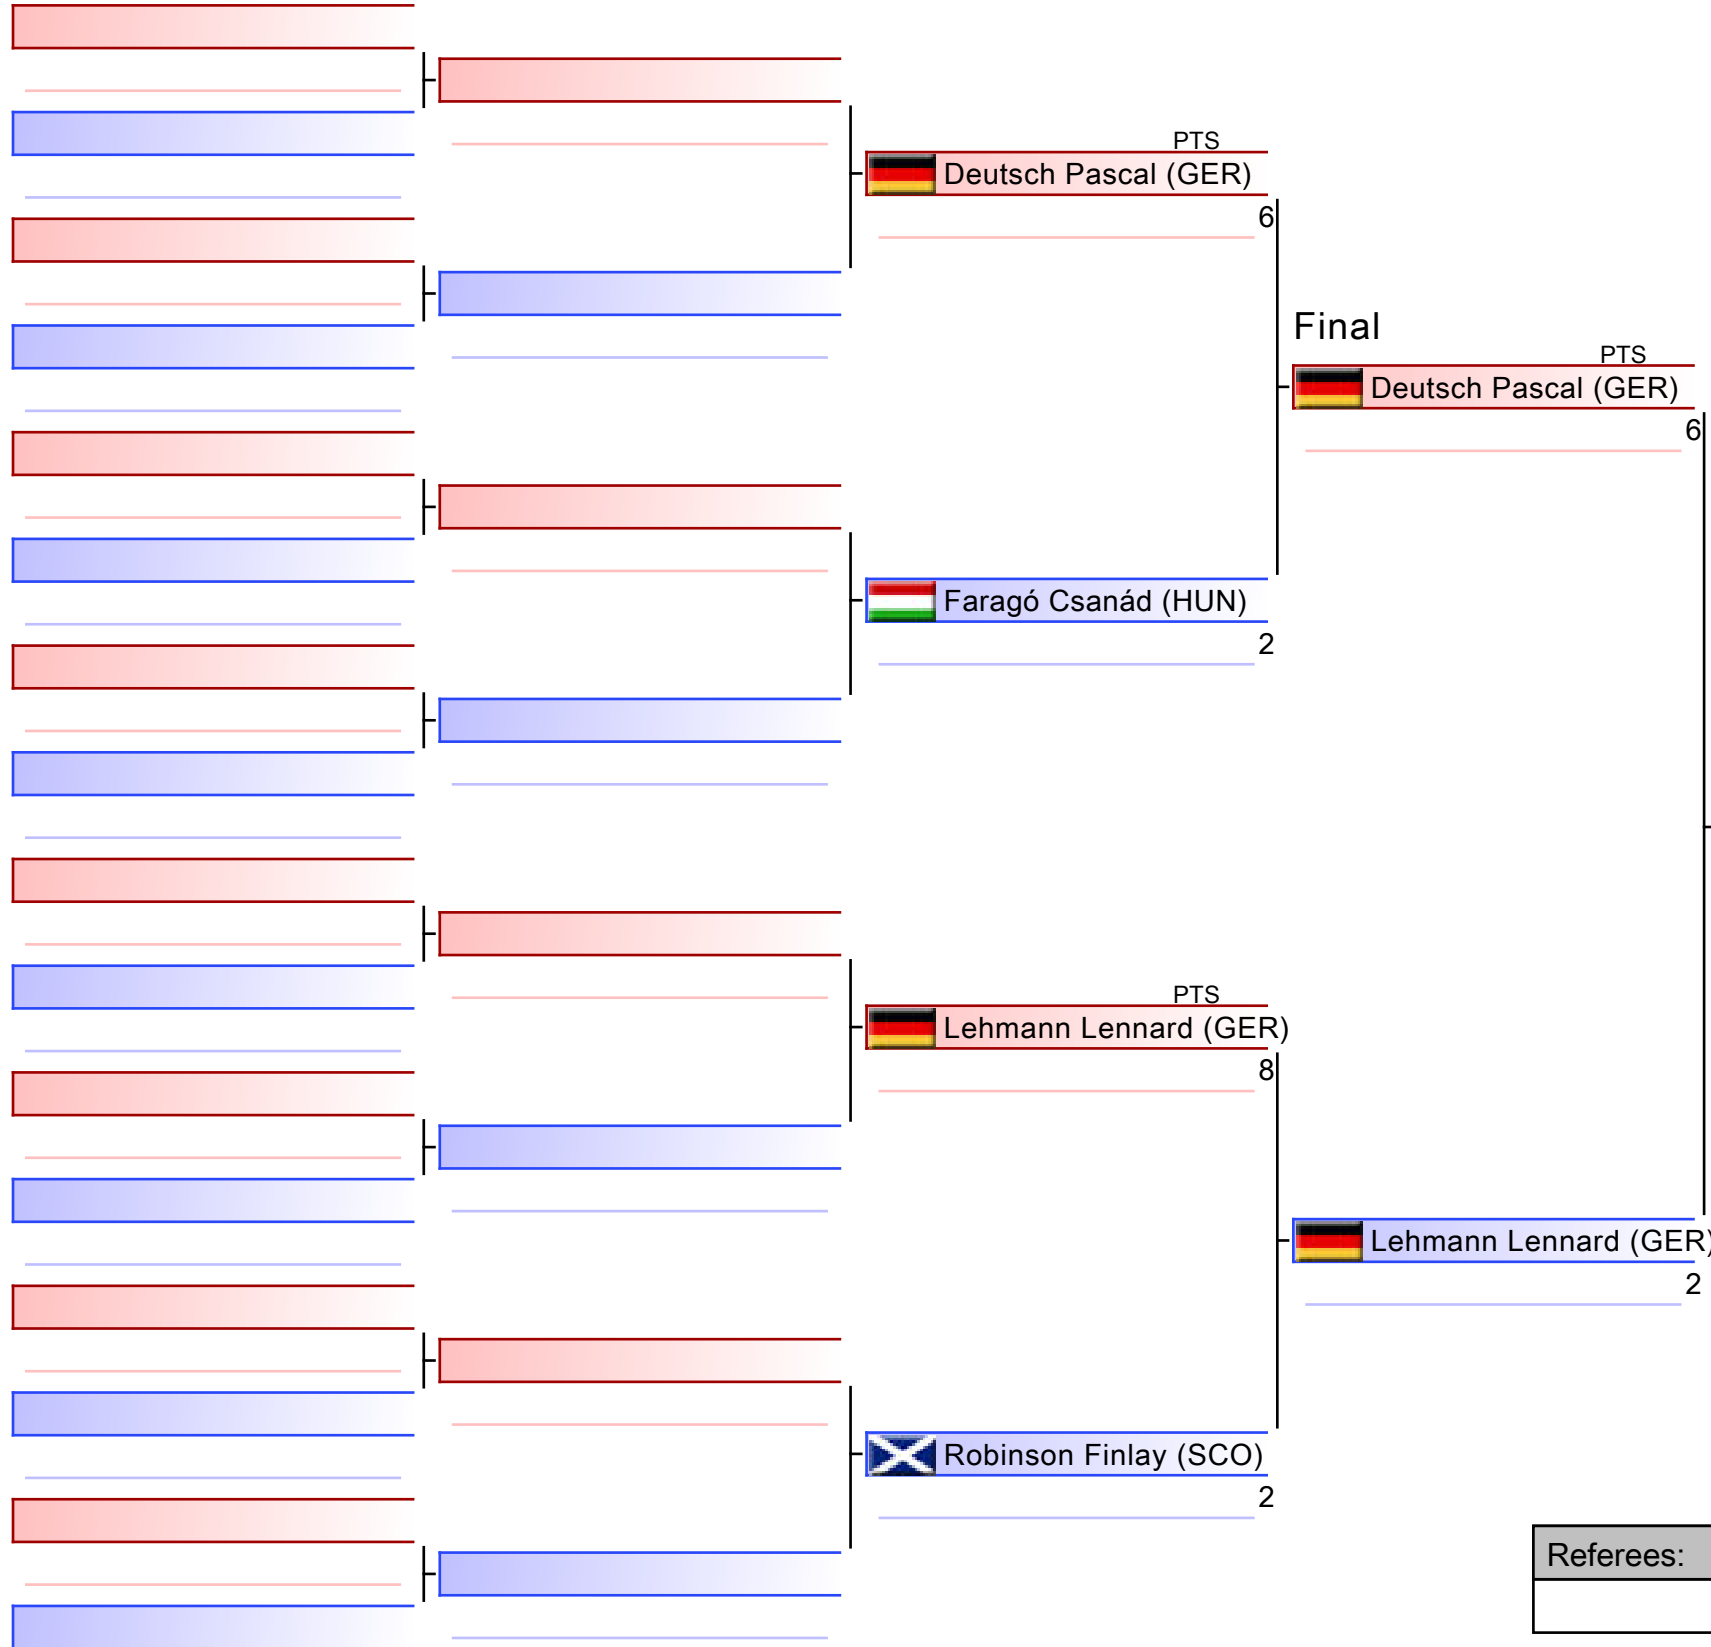 PTS
Deutsch Pascal (GER)
6
Final
PTS
Deutsch Pascal (GER)
6
Faragó Csanád (HUN)
2
PTS
Lehmann Lennard (GER)
8
Lehmann Lennard (GER)
2
Robinson Finlay (SCO)
2
Referees: